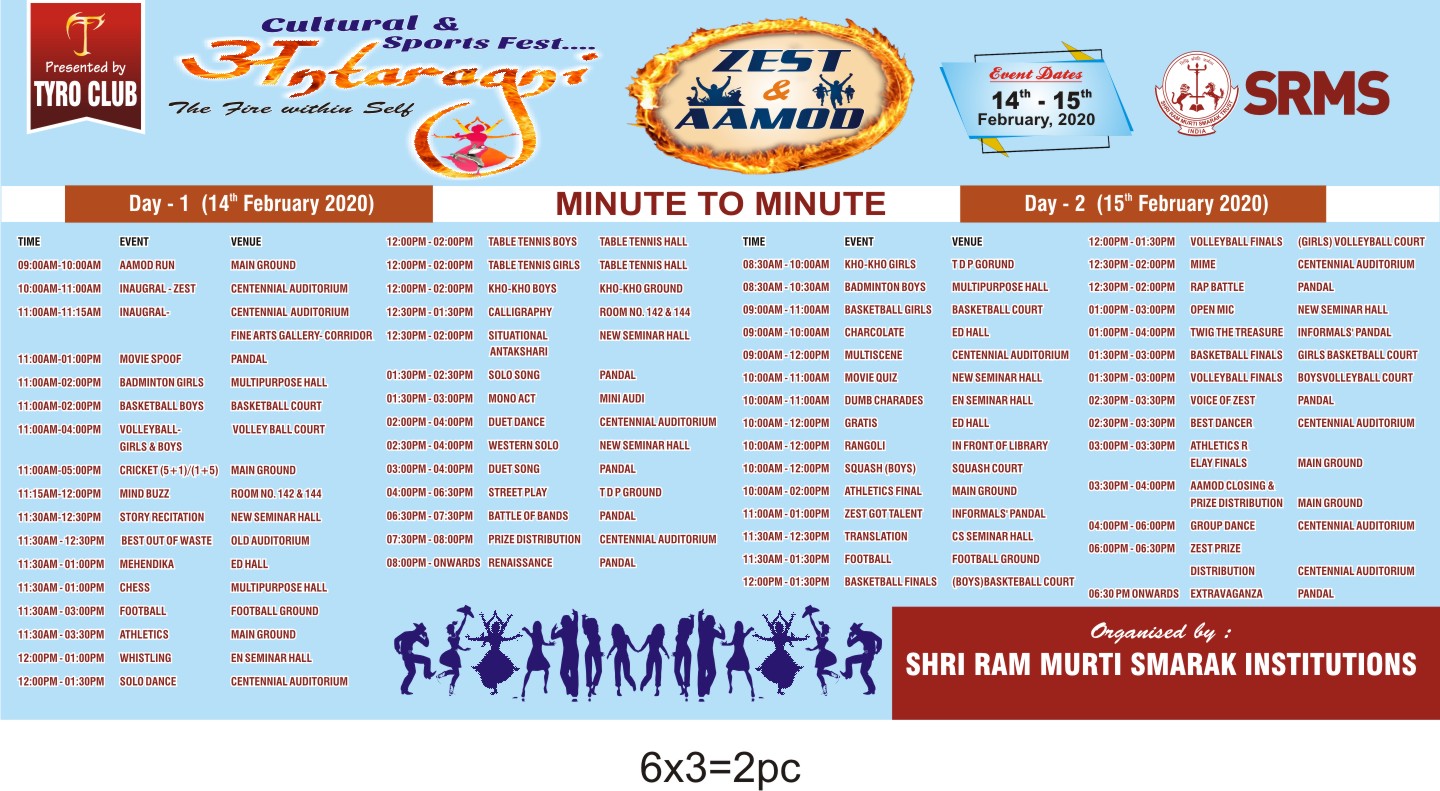 Presented by
TYRO CLUB
Cultural &
Sports Fest....
अntaragni
The Fire within Self
ZEST
&
AAMOD
Event Dates
14th - 15th
February, 2020
SHRI RAM MURTI SMARAK TRUST
INDIA
SRMS
Day - 1 (14th February 2020)
MINUTE TO MINUTE
Day - 2 (15th February 2020)
TIME EVENT VENUE
09:00AM-10:00AM AAMOD RUN MAIN GROUND
10:00AM-11:00AM INAUGRAL - ZEST CENTENNIAL AUDITORIUM
11:00AM-11:15AM INAUGRAL- CENTENNIAL AUDITORIUM
FINE ARTS GALLERY- CORRIDOR
11:00AM-01:00PM MOVIE SPOOF PANDAL
11:00AM-02:00PM BADMINTON GIRLS MULTIPURPOSE HALL
11:00AM-02:00PM BASKETBALL BOYS BASKETBALL COURT
11:00AM-04:00PM VOLLEYBALL- VOLLEY BALL COURT
GIRLS & BOYS
11:00AM-05:00PM CRICKET (5+1)/(1+5) MAIN GROUND
11:15AM-12:00PM MIND BUZZ ROOM NO. 142 & 144
11:30AM-12:30PM STORY RECITATION NEW SEMINAR HALL
11:30AM - 12:30PM BEST OUT OF WASTE OLD AUDITORIUM
11:30AM - 01:00PM MEHENDIKA ED HALL
11:30AM - 01:00PM CHESS MULTIPURPOSE HALL
11:30AM - 03:00PM FOOTBALL FOOTBALL GROUND
11:30AM - 03:30PM ATHLETICS MAIN GROUND
12:00PM - 01:00PM WHISTLING EN SEMINAR HALL
12:00PM - 01:30PM SOLO DANCE CENTENNIAL AUDITORIUM
12:00PM - 02:00PM TABLE TENNIS BOYS TABLE TENNIS HALL
12:00PM - 02:00PM TABLE TENNIS GIRLS TABLE TENNIS HALL
12:00PM - 02:00PM KHO-KHO BOYS KHO-KHO GROUND
12:30PM - 01:30PM CALLIGRAPHY ROOM NO. 142 & 144
12:30PM - 02:00PM SITUATIONAL NEW SEMINAR HALL
ANTAKSHARI
01:30PM - 02:30PM SOLO SONG PANDAL
01:30PM - 03:00PM MONO ACT MINI AUDI
02:00PM - 04:00PM DUET DANCE CENTENNIAL AUDITORIUM
02:30PM - 04:00PM WESTERN SOLO NEW SEMINAR HALL
03:00PM - 04:00PM DUET SONG PANDAL
04:00PM - 06:30PM STREET PLAY T D P GROUND
06:30PM - 07:30PM BATTLE OF BANDS PANDAL
07:30PM - 08:00PM PRIZE DISTRIBUTION CENTENNIAL AUDITORIUM
08:00PM - ONWARDS RENAISSANCE PANDAL
TIME EVENT VENUE
08:30AM - 10:00AM KHO-KHO GIRLS T D P GORUND
08:30AM - 10:30AM BADMINTON BOYS MULTIPURPOSE HALL
09:00AM - 11:00AM BASKETBALL GIRLS BASKETBALL COURT
09:00AM - 10:00AM CHARCOLATE ED HALL
09:00AM - 12:00PM MULTISCENE CENTENNIAL AUDITORIUM
10:00AM - 11:00AM MOVIE QUIZ NEW SEMINAR HALL
10:00AM - 11:00AM DUMB CHARADES EN SEMINAR HALL
10:00AM - 12:00PM GRATIS ED HALL
10:00AM - 12:00PM RANGOLI IN FRONT OF LIBRARY
10:00AM - 12:00PM SQUASH (BOYS) SQUASH COURT
10:00AM - 02:00PM ATHLETICS FINAL MAIN GROUND
11:00AM - 01:00PM ZEST GOT TALENT INFORMALS' PANDAL
11:30AM - 12:30PM TRANSLATION CS SEMINAR HALL
11:30AM - 01:30PM FOOTBALL FOOTBALL GROUND
12:00PM - 01:30PM BASKETBALL FINALS (BOYS)BASKTEBALL COURT
12:00PM - 01:30PM VOLLEYBALL FINALS (GIRLS) VOLLEYBALL COURT
12:30PM - 02:00PM MIME CENTENNIAL AUDITORIUM
12:30PM - 02:00PM RAP BATTLE PANDAL
01:00PM - 03:00PM OPEN MIC NEW SEMINAR HALL
01:00PM - 04:00PM TWIG THE TREASURE INFORMALS' PANDAL
01:30PM - 03:00PM BASKETBALL FINALS GIRLS BASKETBALL COURT
01:30PM - 03:00PM VOLLEYBALL FINALS BOYSVOLLEYBALL COURT
02:30PM - 03:30PM VOICE OF ZEST PANDAL
02:30PM - 03:30PM BEST DANCER CENTENNIAL AUDITORIUM
03:00PM - 03:30PM ATHLETICS R
ELAY FINALS MAIN GROUND
03:30PM - 04:00PM AAMOD CLOSING &
PRIZE DISTRIBUTION MAIN GROUND
04:00PM - 06:00PM GROUP DANCE CENTENNIAL AUDITORIUM
06:00PM - 06:30PM ZEST PRIZE
DISTRIBUTION CENTENNIAL AUDITORIUM
06:30 PM ONWARDS EXTRAVAGANZA PANDAL
Organised by :
SHRI RAM MURTI SMARAK INSTITUTIONS
6x3=2pc